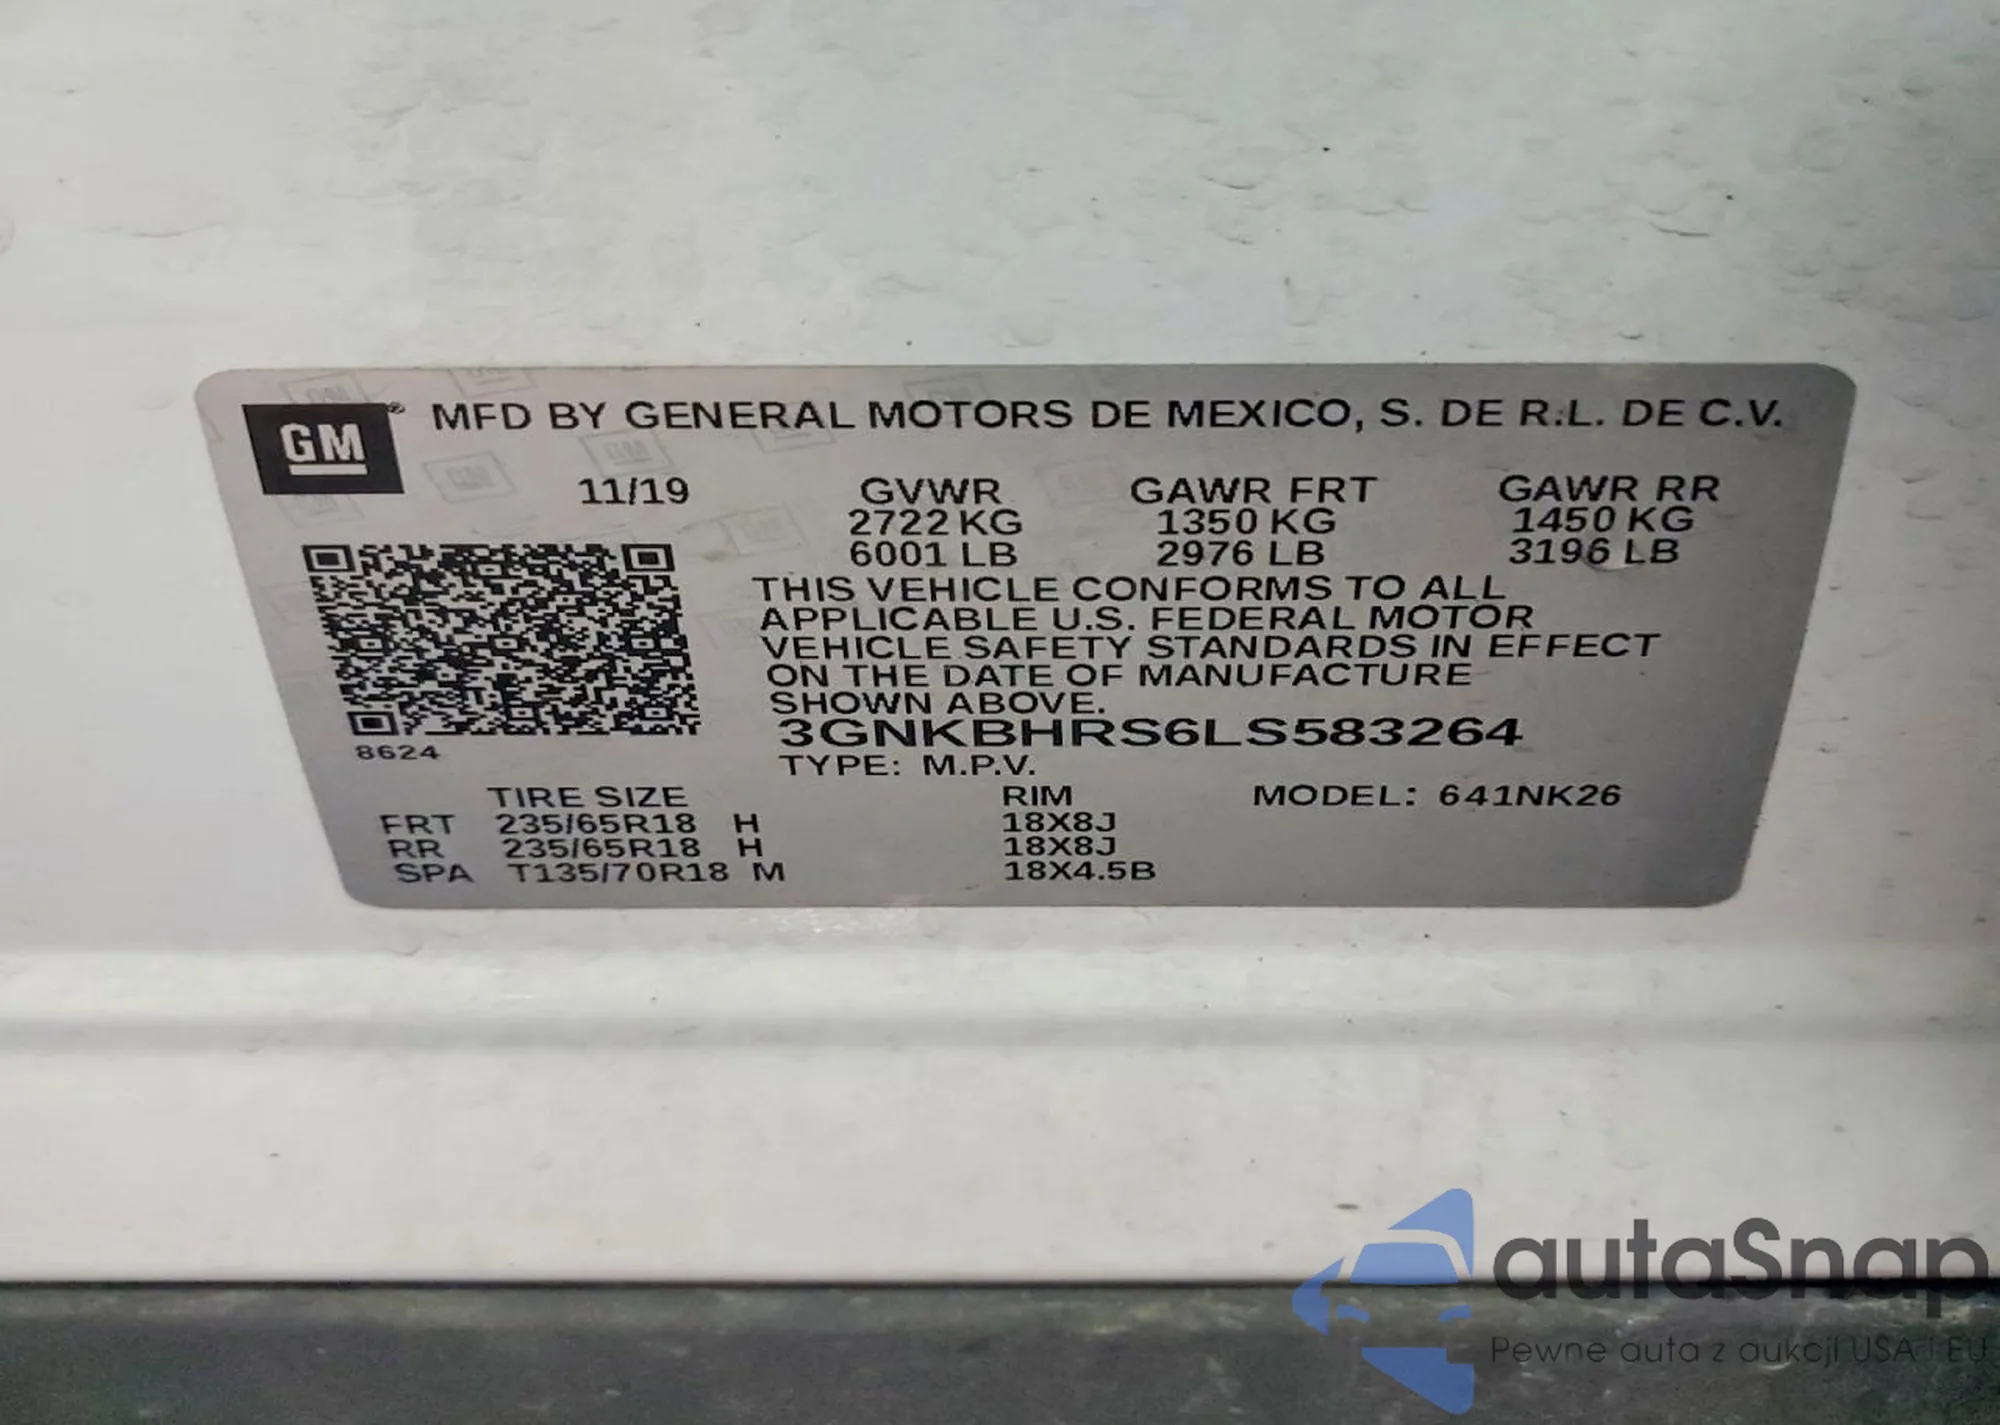 GM® MFD BY GENERAL MOTORS DE MEXICO, S. DE R.L. DE C.V.
11/19 GVWR GAWR FRT GAWR RR
2722 KG 1350 KG 1450 KG
6001 LB 2976 LB 3196 LB
THIS VEHICLE CONFORMS TO ALL
APPLICABLE U.S. FEDERAL MOTOR
VEHICLE SAFETY STANDARDS IN EFFECT
ON THE DATE OF MANUFACTURE
SHOWN ABOVE.
3GNKBHRS6LS583264
8624
TYPE: M.P.V.
TIRE SIZE RIM MODEL: 641NK26
FRT 235/65R18 H 18X8J
RR 235/65R18 H 18X8J
SPA T135/70R18 M 18X4.5B
autaSnap
Pewne auta z aukcji USA i EU